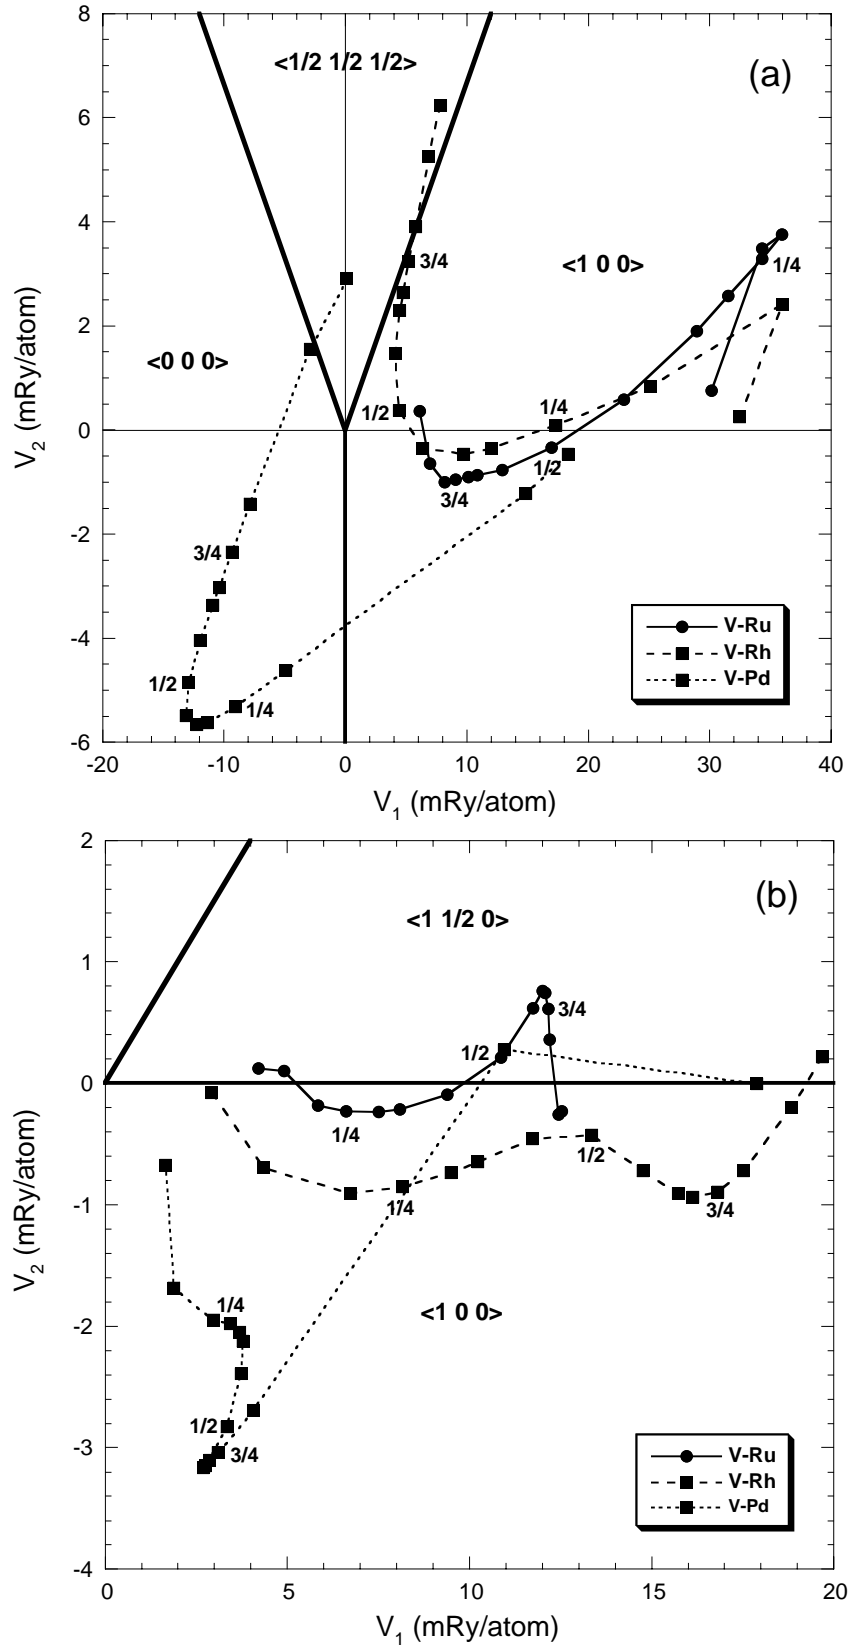 8
<1/2 1/2 1/2>
(a)
6
4
3/4
<1 0 0>
1/4
2
<0 0 0>
1/2
1/4
0
1/2
3/4
-2
3/4
-4
V-Ru
V-Rh
1/2
V-Pd
1/4
-6
-20
-10
0
10
20
30
40
V2 (mRy/atom)
V1 (mRy/atom)
2
(b)
<1 1/2 0>
1
3/4
1/2
0
1/4
1/2
-1
1/4
3/4
1/4
<1 0 0>
-2
1/2
3/4
-3
V-Ru
V-Rh
V-Pd
-4
0
5
10
15
20
V2 (mRy/atom)
V1 (mRy/atom)